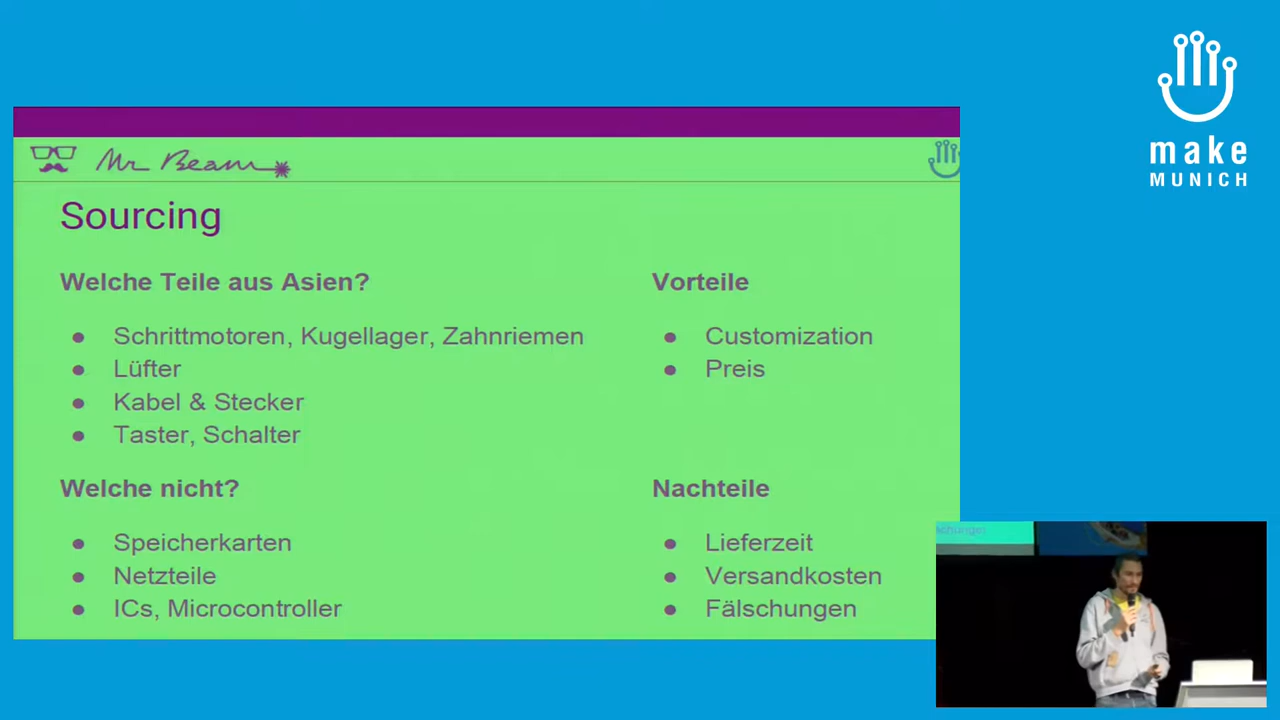 make
MUNICH
Mr Beam
Sourcing
Welche Teile aus Asien?
● Schrittmotoren, Kugellager, Zahnriemen
● Lüfter
● Kabel & Stecker
● Taster, Schalter
Welche nicht?
● Speicherkarten
● Netzteile
● ICs, Microcontroller
Vorteile
● Customization
● Preis
Nachteile
● Lieferzeit
● Versandkosten
● Fälschungen